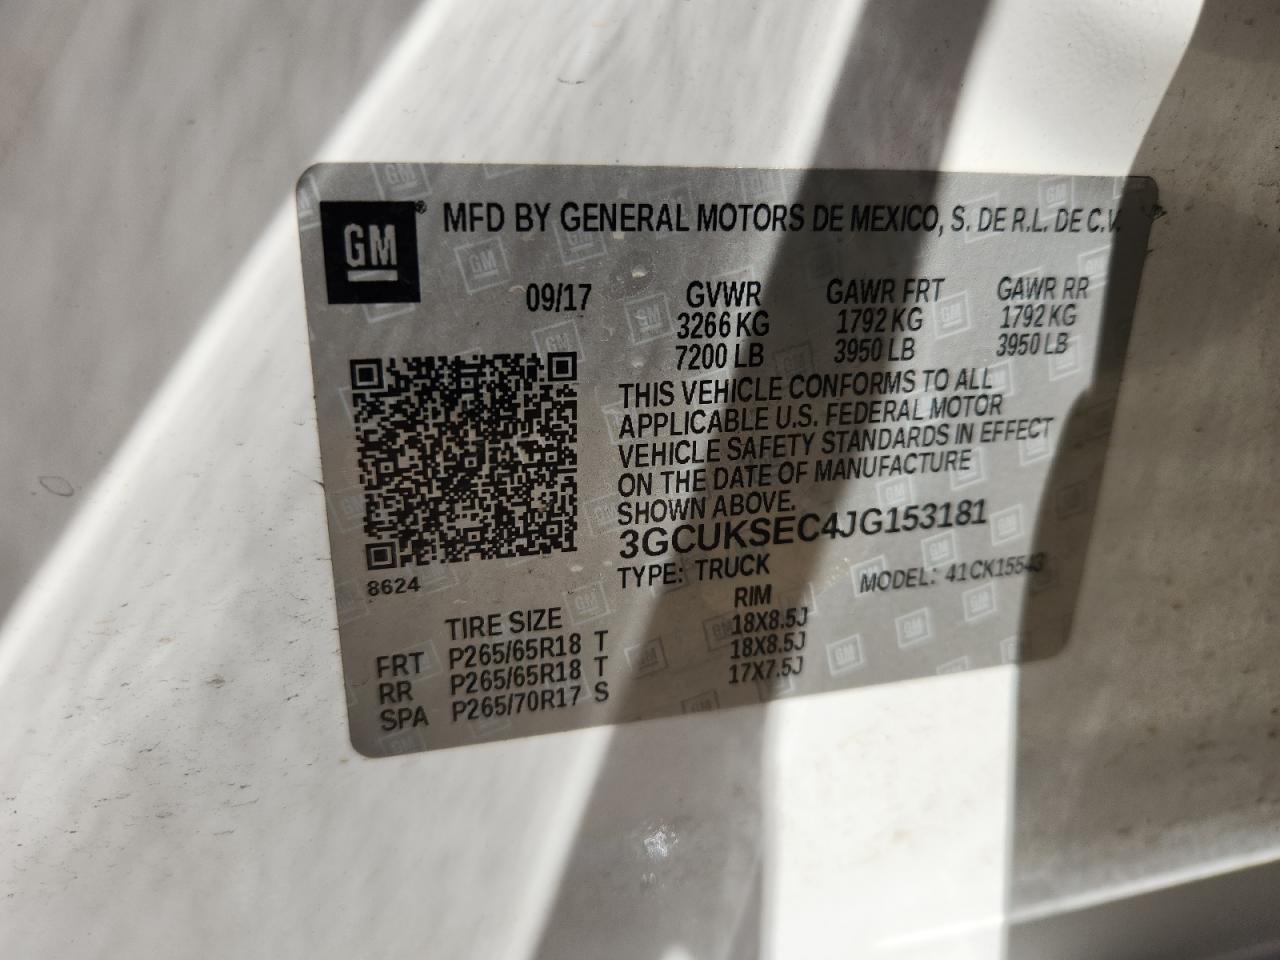 GM ® MFD BY GENERAL MOTORS DE MEXICO, S. DE R.L. DE C.V.
09/17 GVWR GAWR FRT GAWR RR
3266 KG 1792 KG 1792 KG
7200 LB 3950 LB 3950 LB
THIS VEHICLE CONFORMS TO ALL
APPLICABLE U.S. FEDERAL MOTOR
VEHICLE SAFETY STANDARDS IN EFFECT
ON THE DATE OF MANUFACTURE
SHOWN ABOVE.
3GCUKSEC4JG153181
8624
TYPE: TRUCK MODEL: 41CK15543
TIRE SIZE RIM
FRT P265/65R18 T 18X8.5J
RR P265/65R18 T 18X8.5J
SPA P265/70R17 S 17X7.5J